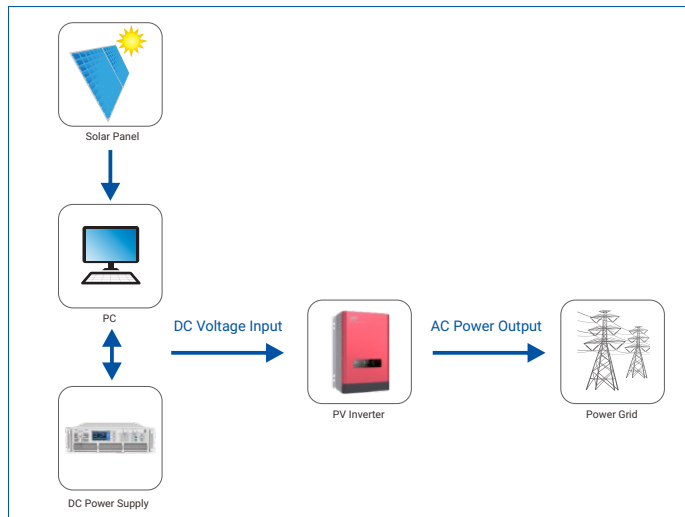 Solar Panel
PC
DC Voltage Input
AC Power Output
PV Inverter
Power Grid
DC Power Supply